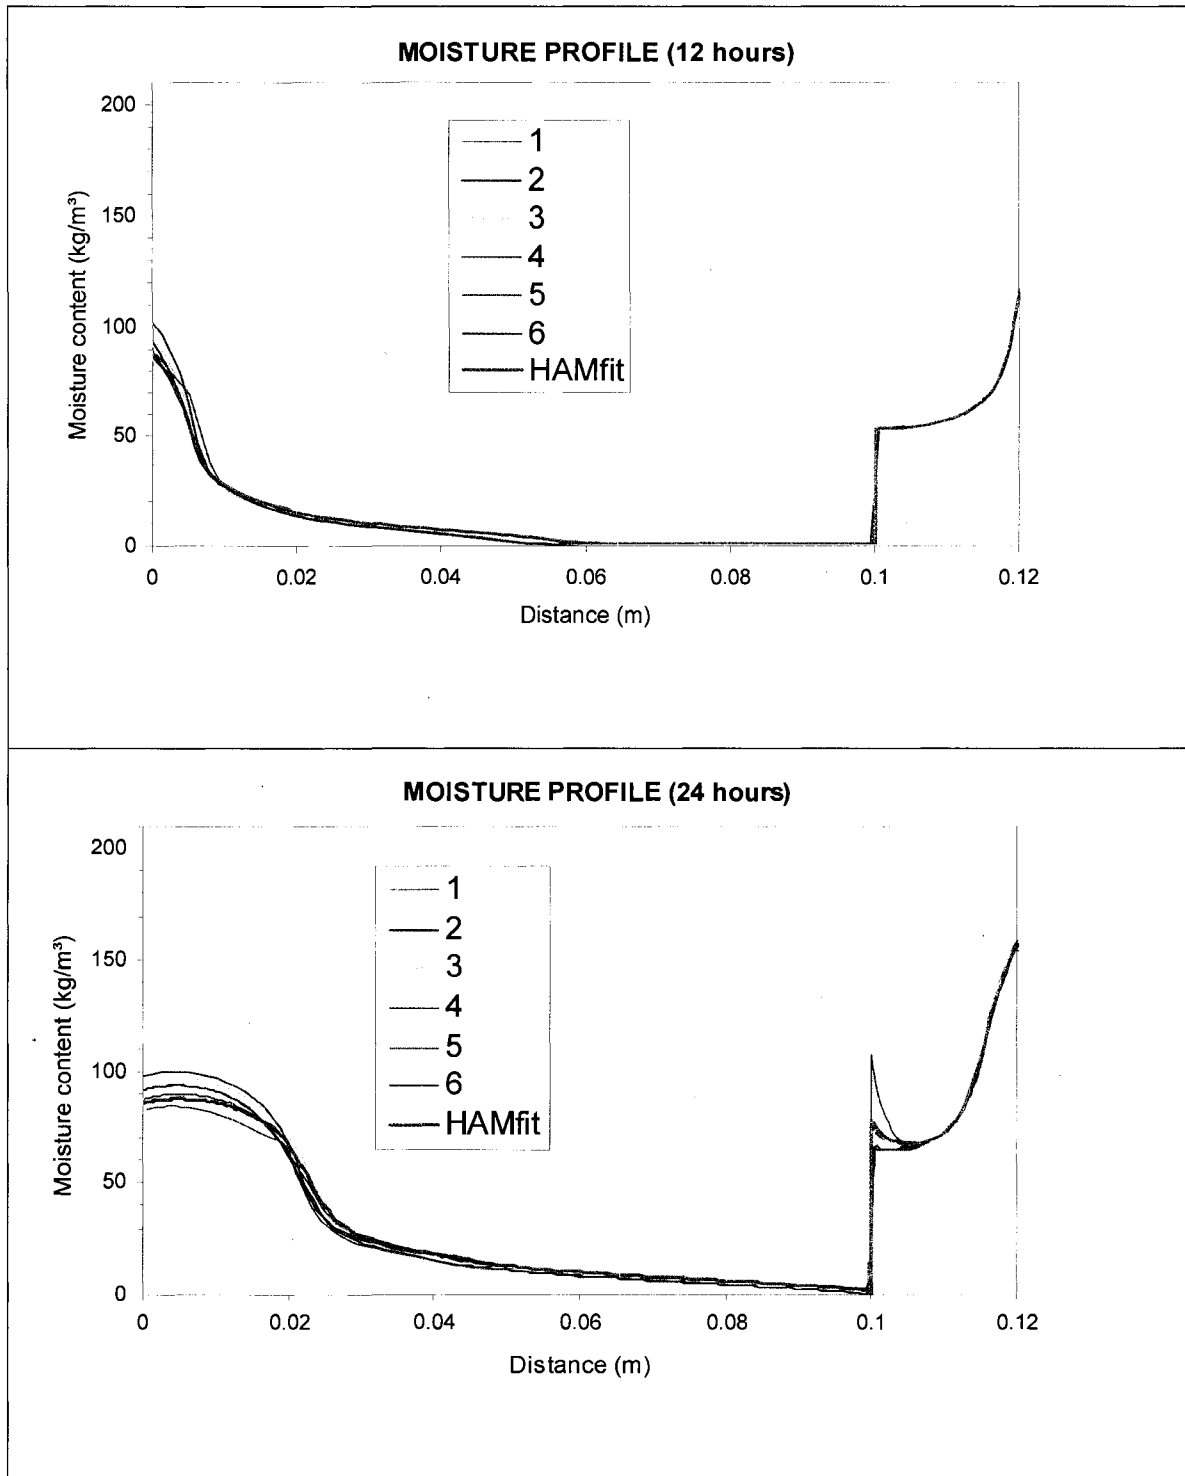 MOISTURE PROFILE (12 hours)
Moisture content (kg/m³)
200
150
100
50
0
1
2
3
4
5
6
HAMfit
0 0.02 0.04 0.06 0.08 0.1 0.12
Distance (m)
MOISTURE PROFILE (24 hours)
Moisture content (kg/m³)
200
150
100
50
0
1
2
3
4
5
6
HAMfit
0 0.02 0.04 0.06 0.08 0.1 0.12
Distance (m)